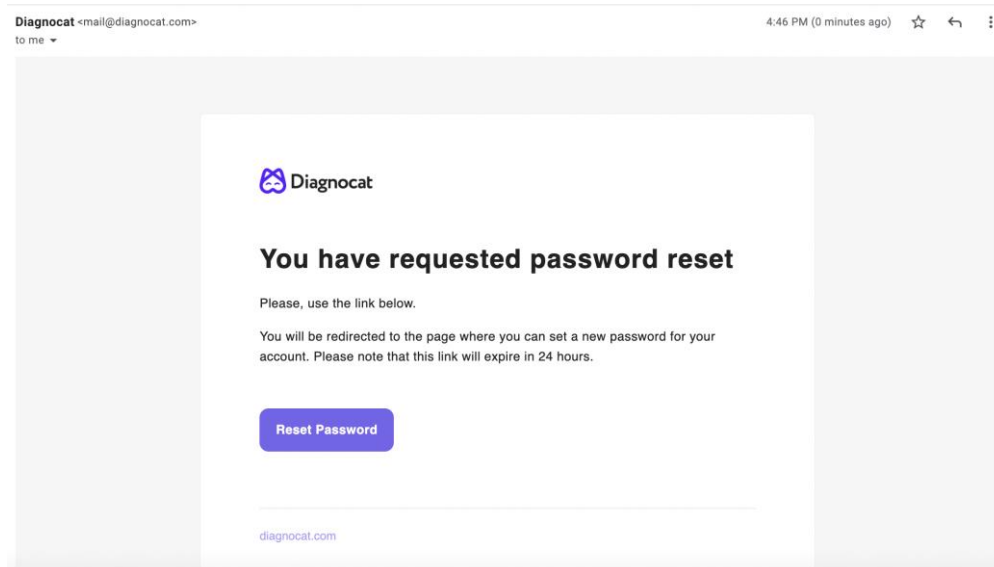 Diagnocat <mail@diagnocat.com>
4:46 PM (0 minutes ago)
to me
Diagnocat
You have requested password reset
Please, use the link below.
You will be redirected to the page where you can set a new password for your
account. Please note that this link will expire in 24 hours.
Reset Password
diagnocat.com